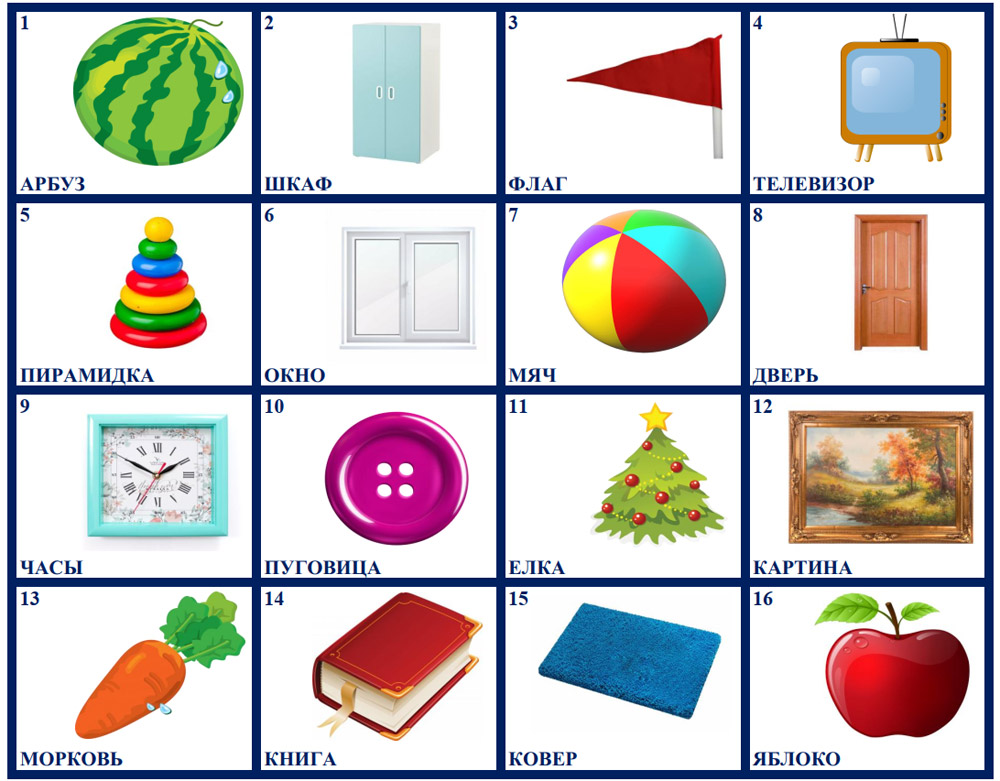 1
АРБУЗ
2
ШКАФ
3
ФЛАГ
4
ТЕЛЕВИЗОР
5
ПИРАМИДКА
6
ОКНО
7
МЯЧ
8
ДВЕРЬ
9
ЧАСЫ
10
ПУГОВИЦА
11
ЕЛКА
12
КАРТИНА
13
МОРКОВЬ
14
КНИГА
15
КОВЕР
16
ЯБЛОКО